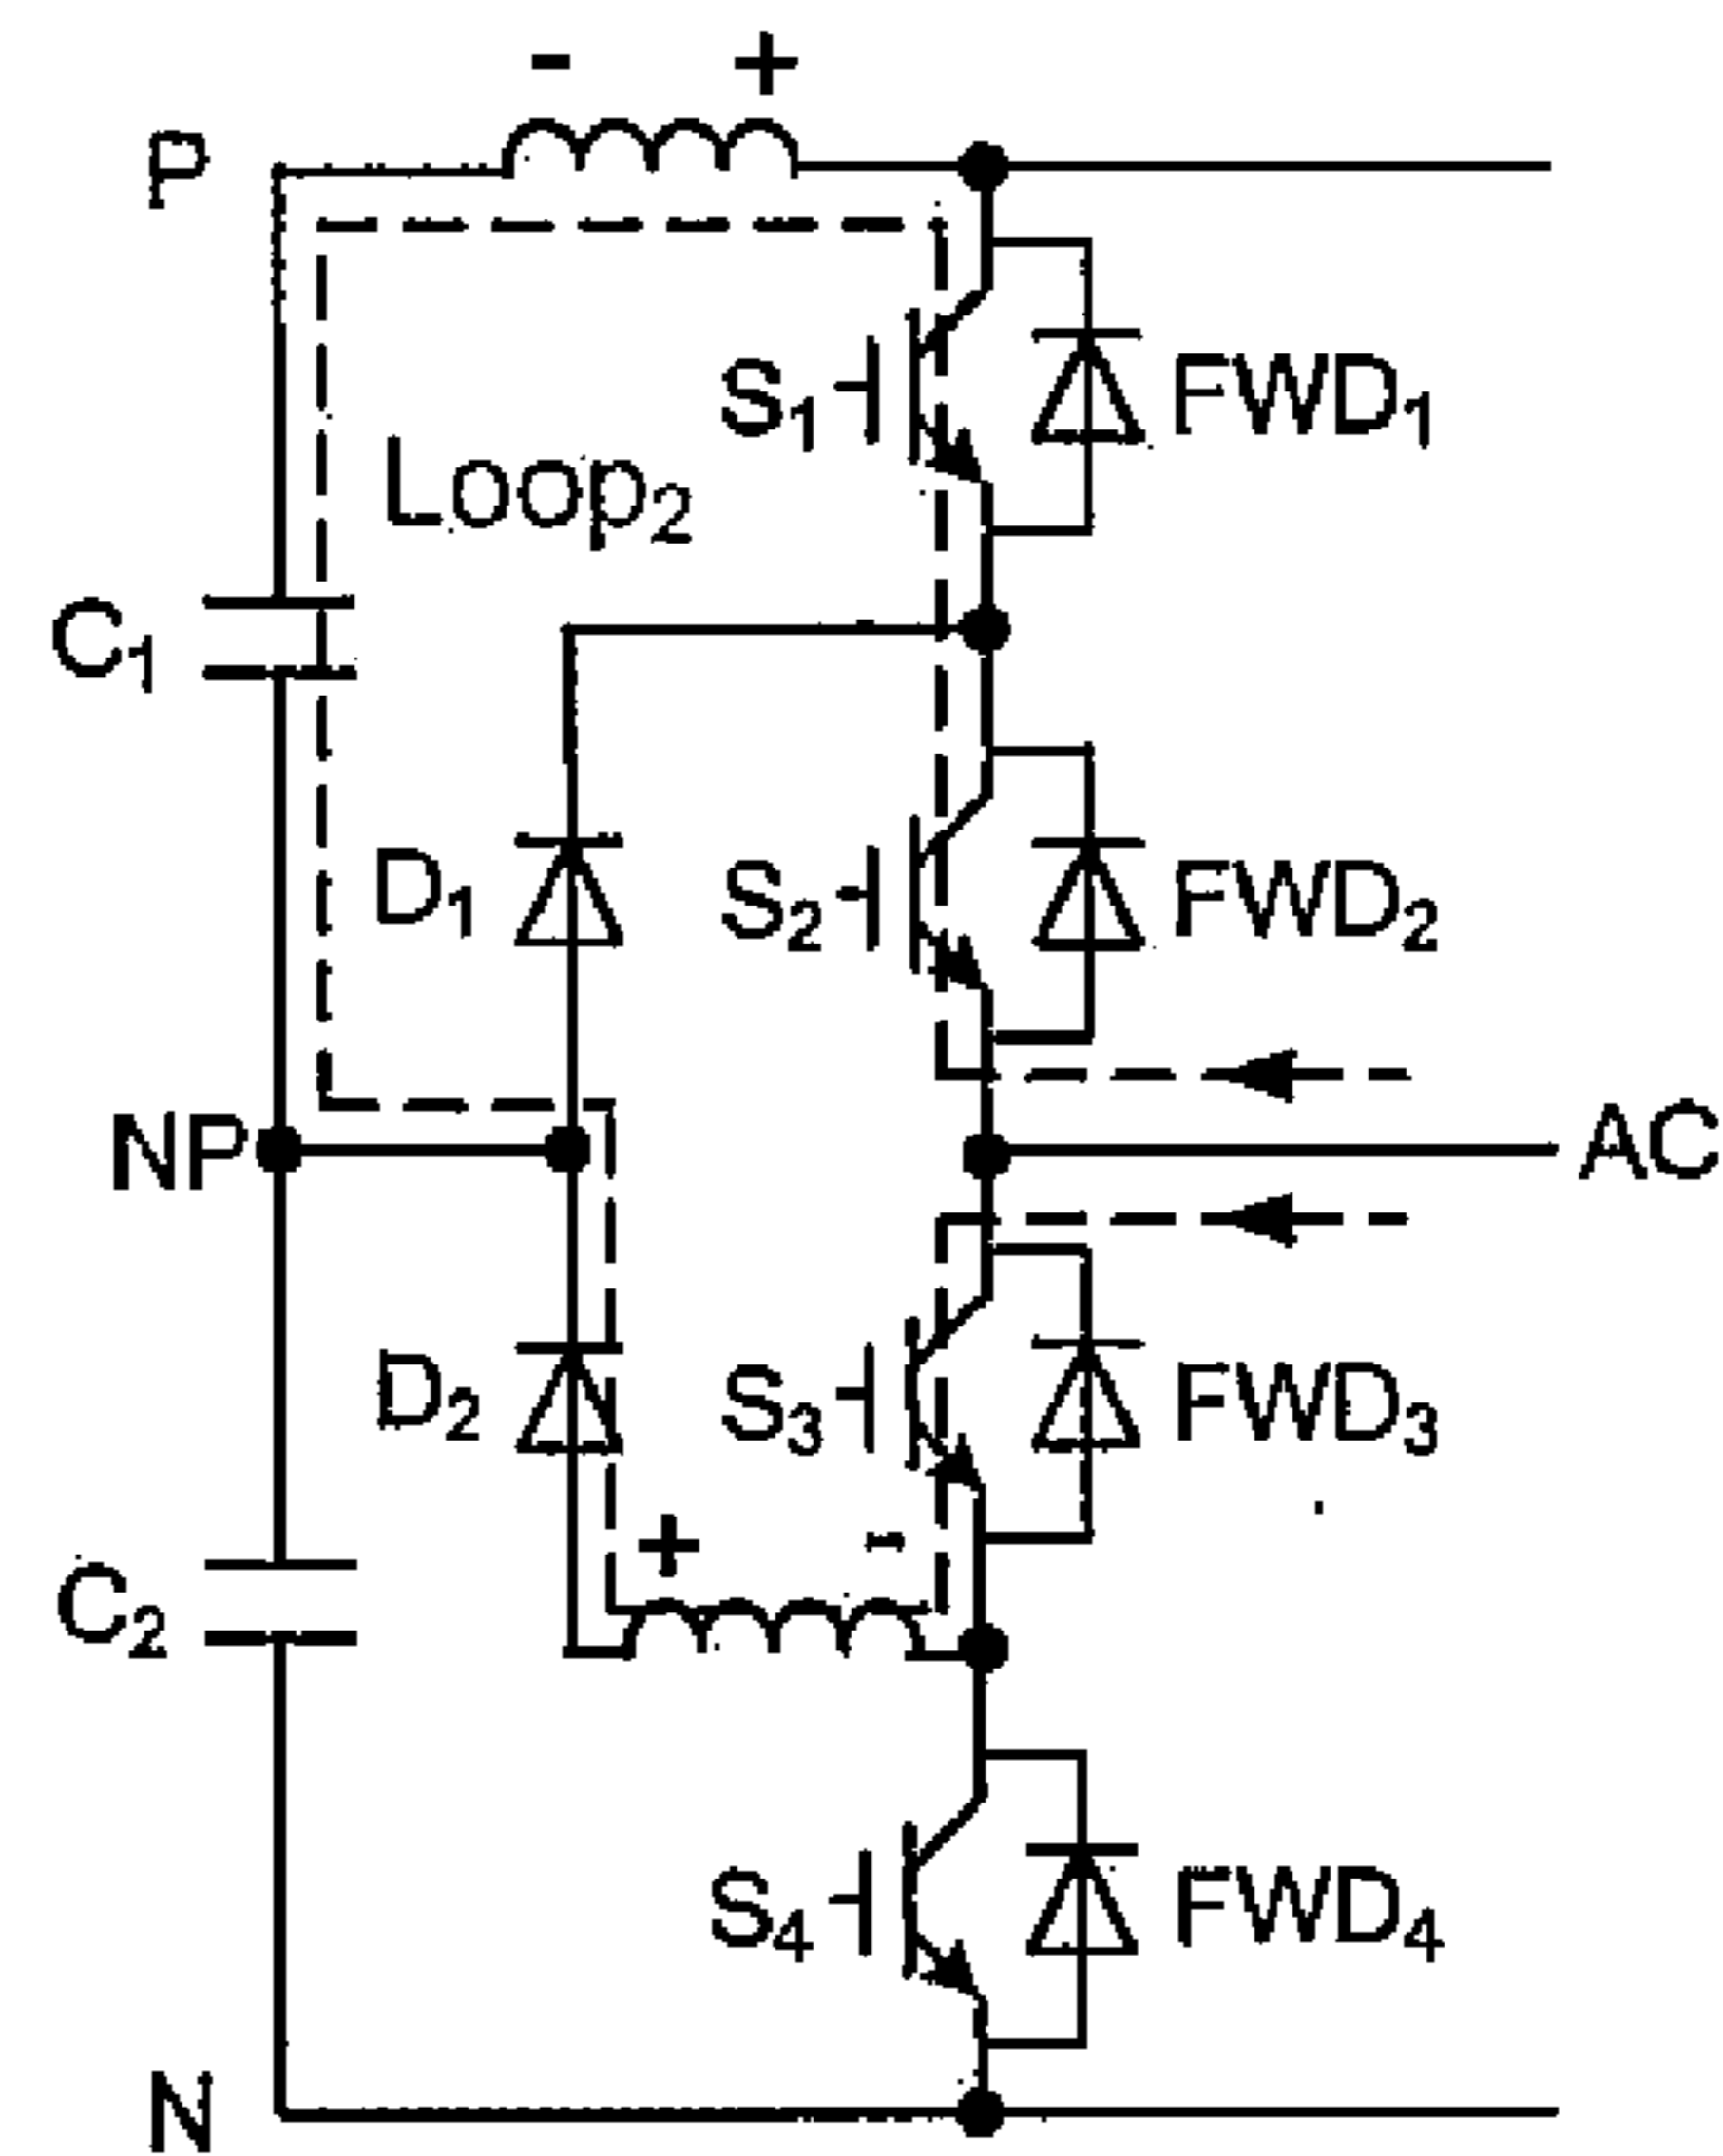 - +
P
S1 FWD1
Loop2
C1
D1 S2 FWD2
NP AC
D2 S3 FWD3
+ -
C2
S4 FWD4
N